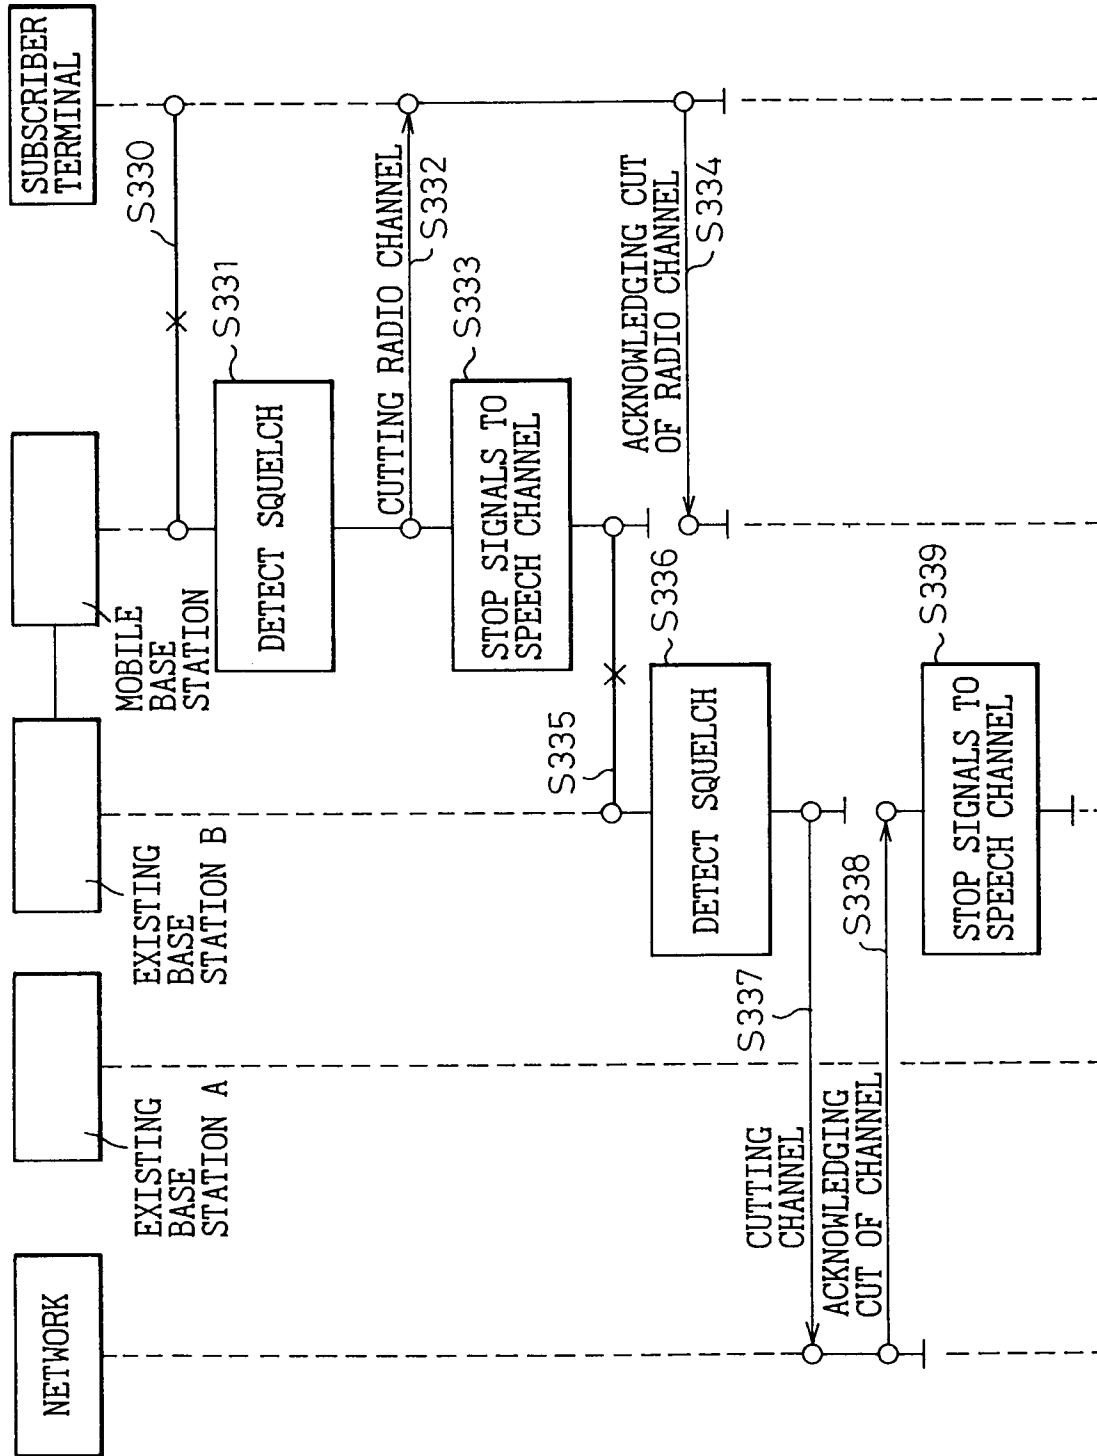 NETWORK
EXISTING
BASE
STATION A
EXISTING
BASE
STATION B
MOBILE
BASE
STATION
SUBSCRIBER
TERMINAL
S330
S331
DETECT SQUELCH
CUTTING RADIO CHANNEL
S332
S333
STOP SIGNALS TO
SPEECH CHANNEL
ACKNOWLEDGING CUT
OF RADIO CHANNEL
S334
S335
S336
DETECT SQUELCH
CUTTING
CHANNEL
S337
ACKNOWLEDGING
CUT OF CHANNEL
S338
S339
STOP SIGNALS TO
SPEECH CHANNEL